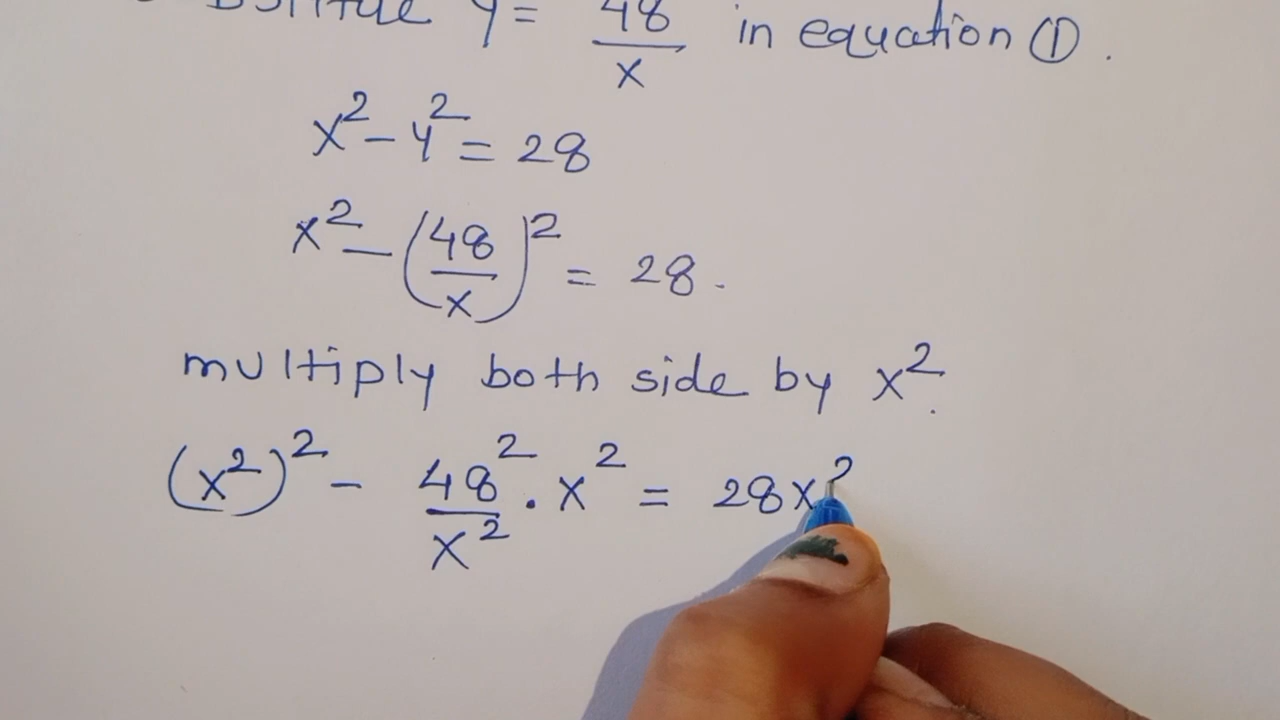 y = 48/x in equation ①.
x² - y² = 28
x² - (48/x)² = 28.
multiply both side by x².
(x²)² - 48²/x² . x² = 28x²